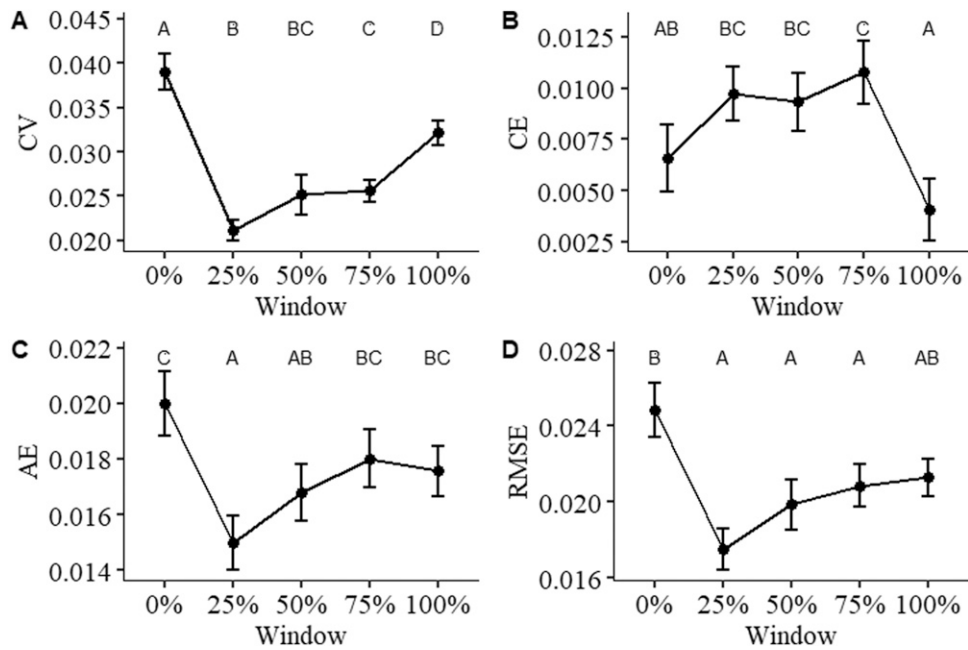 A
CV
0.045
0.040
0.035
0.030
0.025
0.020
A B BC C D
0% 25% 50% 75% 100%
Window
B
CE
0.0125
0.0100
0.0075
0.0050
0.0025
AB BC BC C A
0% 25% 50% 75% 100%
Window
C
AE
0.022
0.020
0.018
0.016
0.014
C A AB BC BC
0% 25% 50% 75% 100%
Window
D
RMSE
0.028
0.024
0.020
0.016
B A A A AB
0% 25% 50% 75% 100%
Window